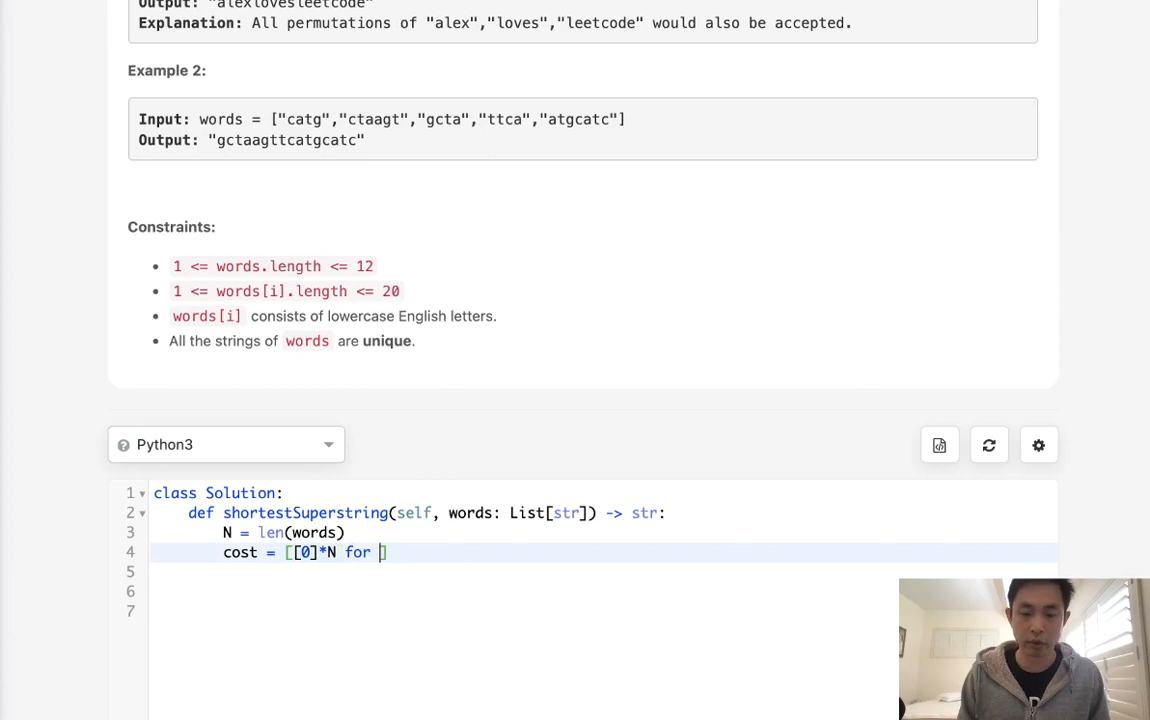 Output: "alexlovesleetcode"
Explanation: All permutations of "alex","loves","leetcode" would also be accepted.
Example 2:
Input: words = ["catg","ctaagt","gcta","ttca","atgcatc"]
Output: "gctaagttcatgcatc"
Constraints:
1 <= words.length <= 12
1 <= words[i].length <= 20
words[i] consists of lowercase English letters.
All the strings of words are unique.
Python3
1 class Solution:
2 def shortestSuperstring(self, words: List[str]) -> str:
3 N = len(words)
4 cost = [[0]*N for ]
5
6
7